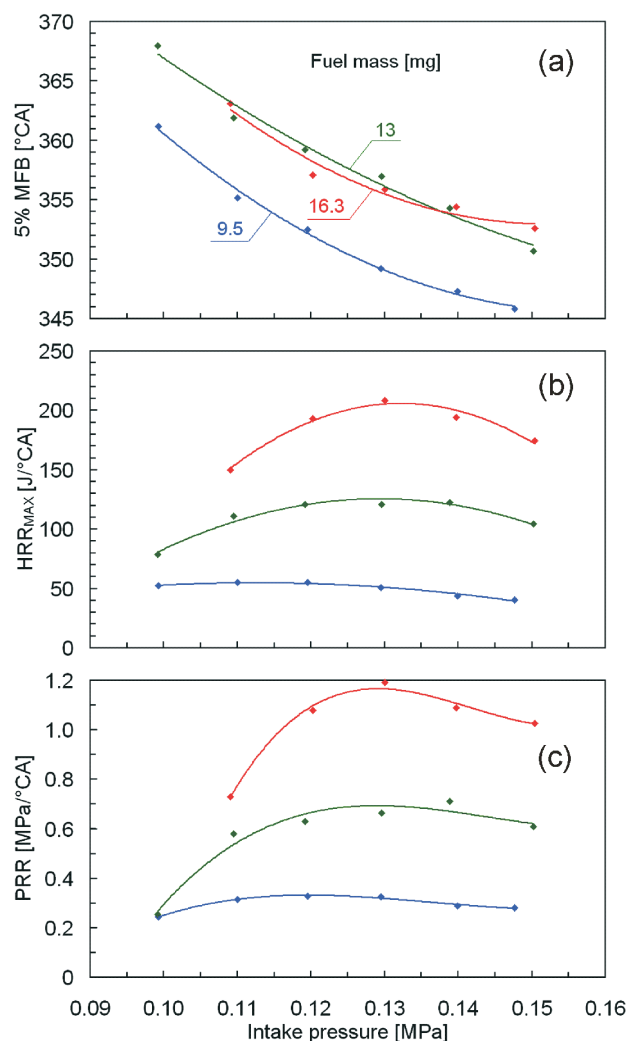 370
365
360
355
350
345
5% MFB [°CA]
Fuel mass [mg]
(a)
13
16.3
9.5
250
200
150
100
50
0
HRRMAX [J/°CA]
(b)
1.2
1.0
0.8
0.6
0.4
0.2
0
PRR [MPa/°CA]
(c)
0.09 0.10 0.11 0.12 0.13 0.14 0.15 0.16
Intake pressure [MPa]